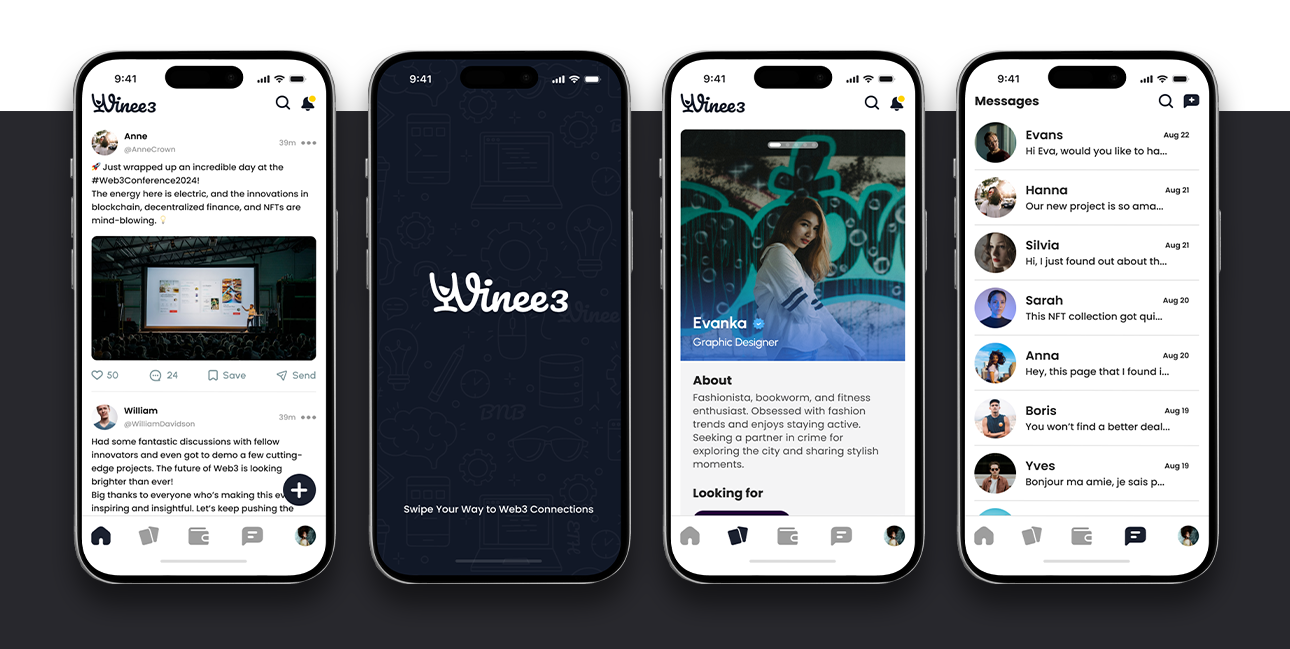 9:41
Winee3
Anne
@AnneCrown
39m
🚀 Just wrapped up an incredible day at the
#Web3Conference2024!
The energy here is electric, and the innovations in
blockchain, decentralized finance, and NFTs are
mind-blowing. 💡
50
24
Save
Send
William
@WilliamDavidson
39m
Had some fantastic discussions with fellow
innovators and even got to demo a few cutting-
edge projects. The future of Web3 is looking
brighter than ever!
Big thanks to everyone who's making this ev
inspiring and insightful. Let's keep pushing the
9:41
Winee3
Winee
BNB
ETH
Swipe Your Way to Web3 Connections
9:41
Winee3
Evanka
Graphic Designer
About
Fashionista, bookworm, and fitness
enthusiast. Obsessed with fashion
trends and enjoys staying active.
Seeking a partner in crime for
exploring the city and sharing stylish
moments.
Looking for
9:41
Messages
Evans
Aug 22
Hi Eva, would you like to ha...
Hanna
Aug 21
Our new project is so ama...
Silvia
Aug 21
Hi, I just found out about th...
Sarah
Aug 20
This NFT collection got qui...
Anna
Aug 20
Hey, this page that I found i...
Boris
Aug 19
You won't find a better deal...
Yves
Aug 19
Bonjour ma amie, je sais p...